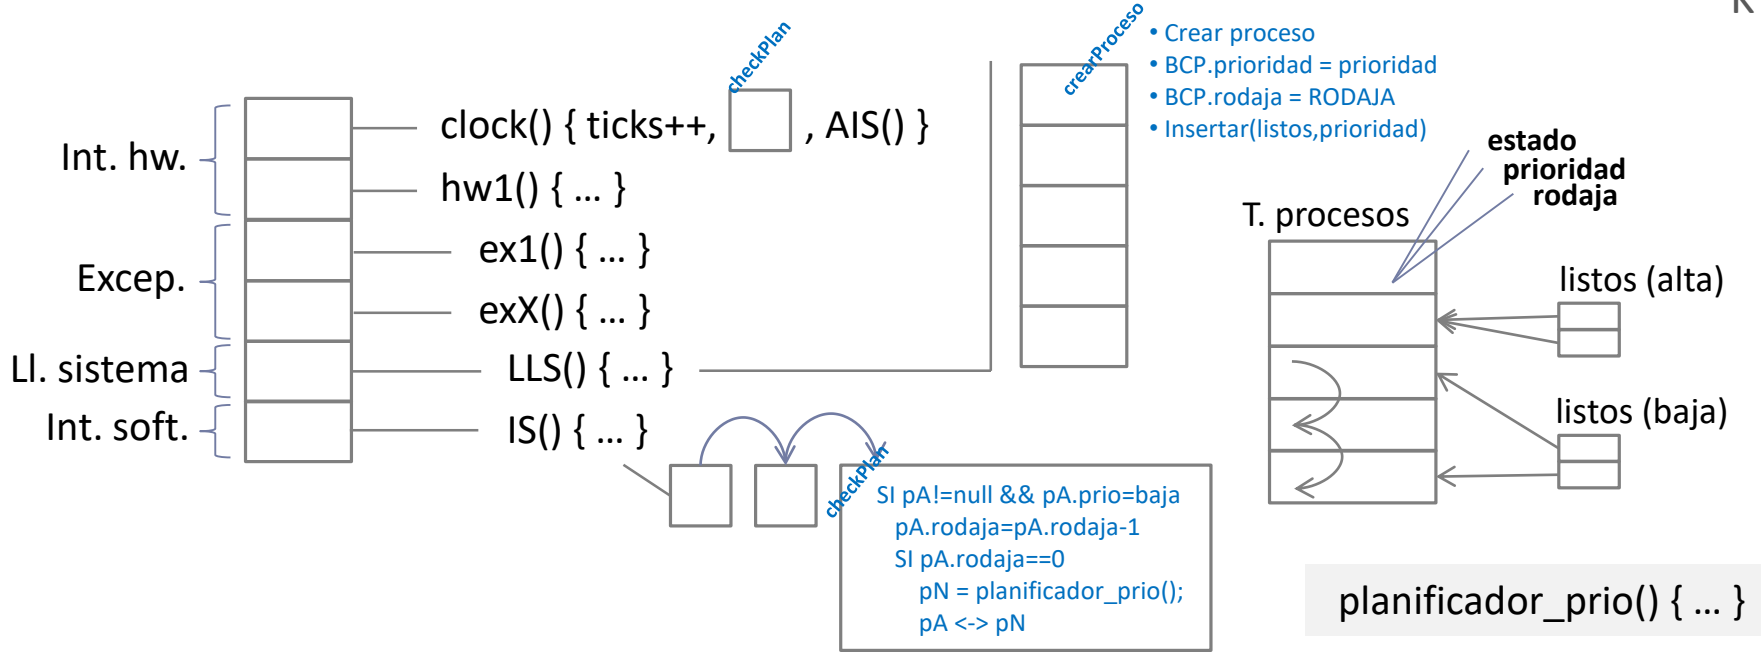 K
checkPlan
crearProceso
• Crear proceso
• BCP.prioridad = prioridad
• BCP.rodaja = RODAJA
• Insertar(listos,prioridad)
Int. hw.
clock() { ticks++, , AIS() }
hw1() { ... }
estado
prioridad
rodaja
T. procesos
Excep.
ex1() { ... }
exX() { ... }
listos (alta)
Ll. sistema
LLS() { ... }
Int. soft.
IS() { ... }
listos (baja)
checkPlan
SI pA!=null && pA.prio=baja
pA.rodaja=pA.rodaja-1
SI pA.rodaja==0
pN = planificador_prio();
pA <-> pN
planificador_prio() { ... }